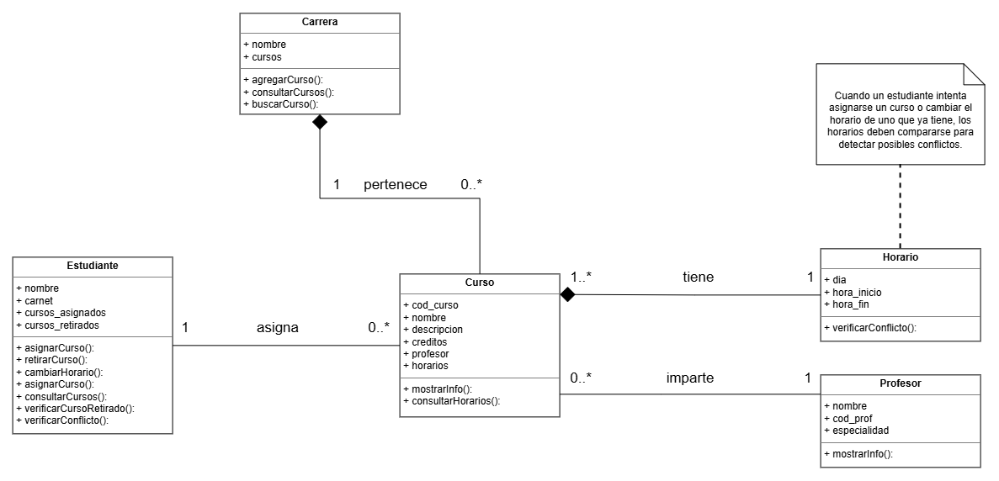 Carrera
+ nombre
+ cursos
+ agregarCurso():
+ consultarCursos():
+ buscarCurso():
Cuando un estudiante intenta
asignarse un curso o cambiar el
horario de uno que ya tiene, los
horarios deben compararse para
detectar posibles conflictos.
1 pertenece 0..*
Estudiante
+ nombre
+ carnet
+ cursos_asignados
+ cursos_retirados
+ asignarCurso():
+ retirarCurso():
+ cambiarHorario():
+ asignarCurso():
+ consultarCursos():
+ verificarCursoRetirado():
+ verificarConflicto():
1 asigna 0..*
Curso
+ cod_curso
+ nombre
+ descripcion
+ creditos
+ profesor
+ horarios
+ mostrarInfo():
+ consultarHorarios():
1..* tiene 1
Horario
+ dia
+ hora_inicio
+ hora_fin
+ verificarConflicto():
0..* imparte 1
Profesor
+ nombre
+ cod_prof
+ especialidad
+ mostrarInfo():